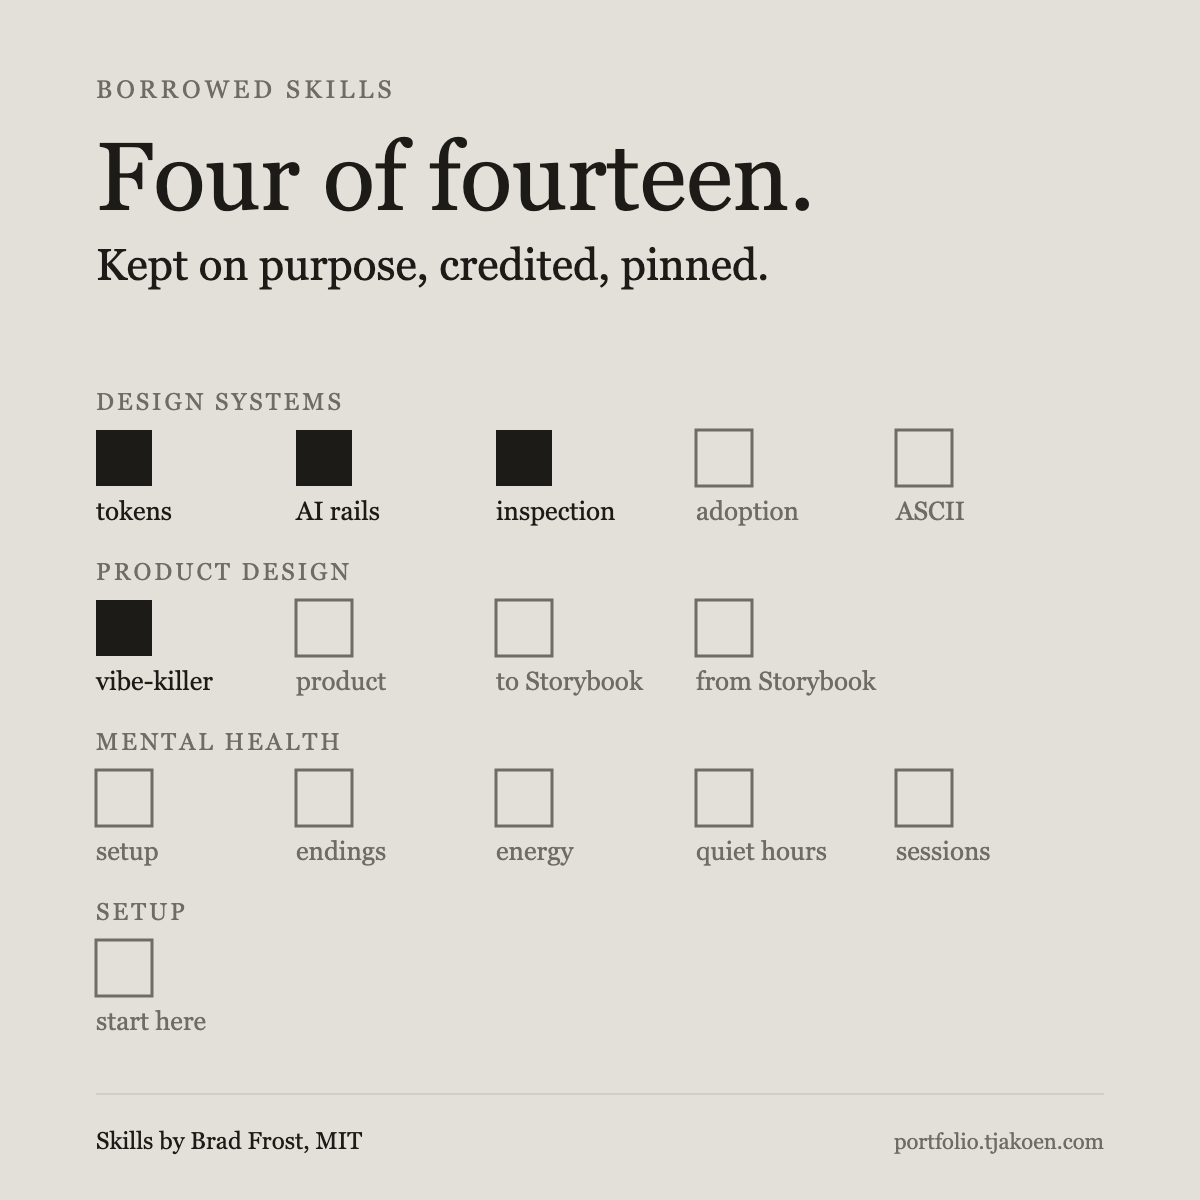 BORROWED SKILLS
Four of fourteen.
Kept on purpose, credited, pinned.
DESIGN SYSTEMS
tokens AI rails inspection adoption ASCII
PRODUCT DESIGN
vibe-killer product to Storybook from Storybook
MENTAL HEALTH
setup endings energy quiet hours sessions
SETUP
start here
Skills by Brad Frost, MIT portfolio.tjakoen.com